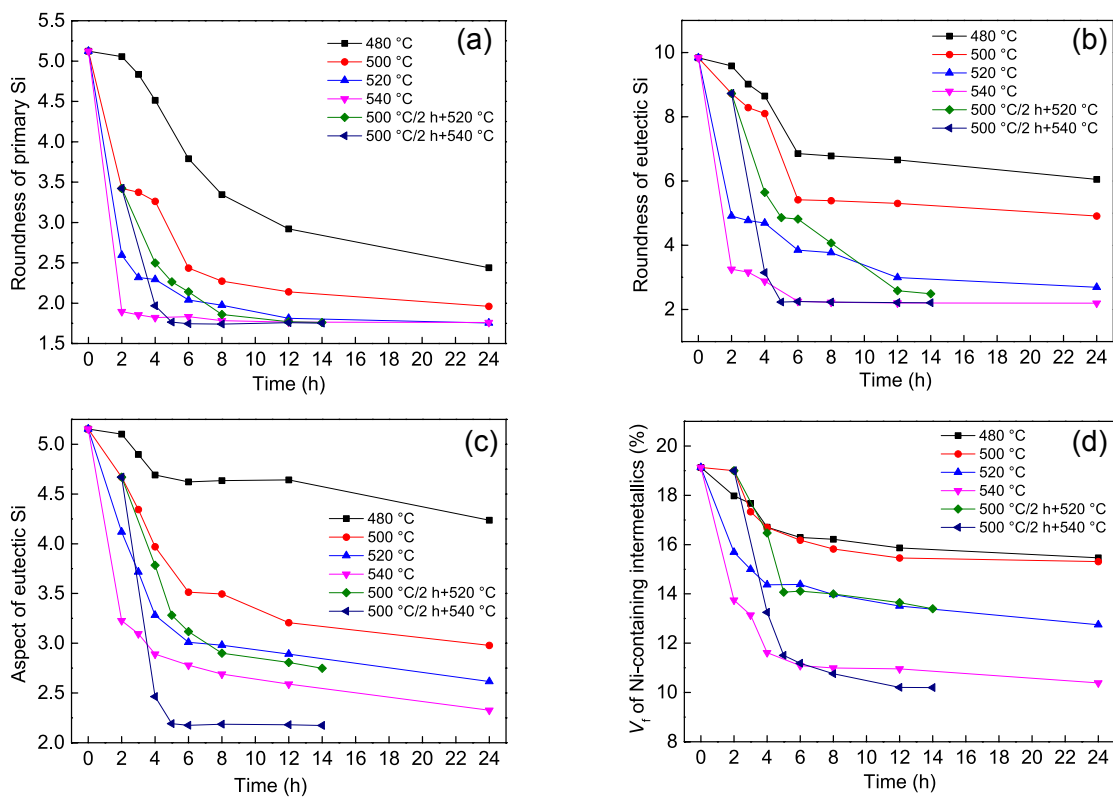 (a)
Roundness of primary Si
5.5
5.0
4.5
4.0
3.5
3.0
2.5
2.0
1.5
480 °C
500 °C
520 °C
540 °C
500 °C/2 h+520 °C
500 °C/2 h+540 °C
0 2 4 6 8 10 12 14 16 18 20 22 24
Time (h)
(b)
Roundness of eutectic Si
10
8
6
4
2
480 °C
500 °C
520 °C
540 °C
500 °C/2 h+520 °C
500 °C/2 h+540 °C
0 2 4 6 8 10 12 14 16 18 20 22 24
Time (h)
(c)
Aspect of eutectic Si
5.0
4.5
4.0
3.5
3.0
2.5
2.0
480 °C
500 °C
520 °C
540 °C
500 °C/2 h+520 °C
500 °C/2 h+540 °C
0 2 4 6 8 10 12 14 16 18 20 22 24
Time (h)
(d)
Vf of Ni-containing intermetallics (%)
20
18
16
14
12
10
8
480 °C
500 °C
520 °C
540 °C
500 °C/2 h+520 °C
500 °C/2 h+540 °C
0 2 4 6 8 10 12 14 16 18 20 22 24
Time (h)